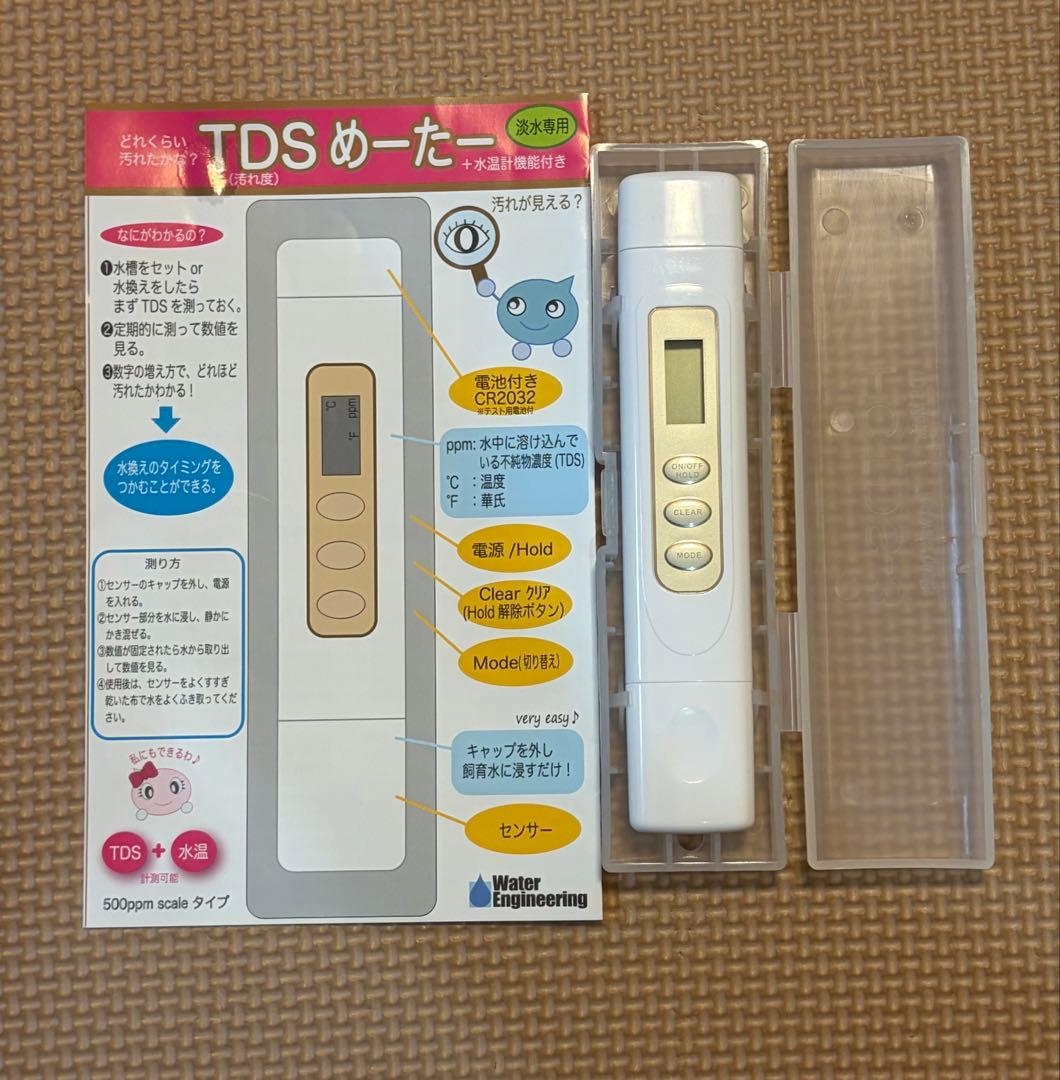 どれくらい
汚れたかな?
TDS めーたー
(汚れ度)
淡水専用
+水温計機能付き
汚れが見える?
なにがわかるの?
❶水槽をセット or
水換えをしたら
まず TDS を測っておく。
❷定期的に測って数値を
見る。
❸数字の増え方で、どれほど
汚れたかわかる!
水換えのタイミングを
つかむことができる。
測り方
①センサーのキャップを外し、電源
を入れる。
②センサー部分を水に浸し、静かに
かき混ぜる。
③数値が固定されたら水から取り出
して数値を見る。
④使用後は、センサーをよくすすぎ
乾いた布で水をよくふき取ってくだ
さい。
私にもできるわ♪
TDS + 水温
計測可能
500ppm scale タイプ
℃ °F ppm
電池付き
CR2032
※テスト用電池付
ppm: 水中に溶け込んで
いる不純物濃度 (TDS)
℃ :温度
°F :華氏
電源 /Hold
Clear クリア
(Hold 解除ボタン)
Mode(切り替え)
very easy♪
キャップを外し
飼育水に浸すだけ!
センサー
Water
Engineering
ON/OFF
HOLD
CLEAR
MODE